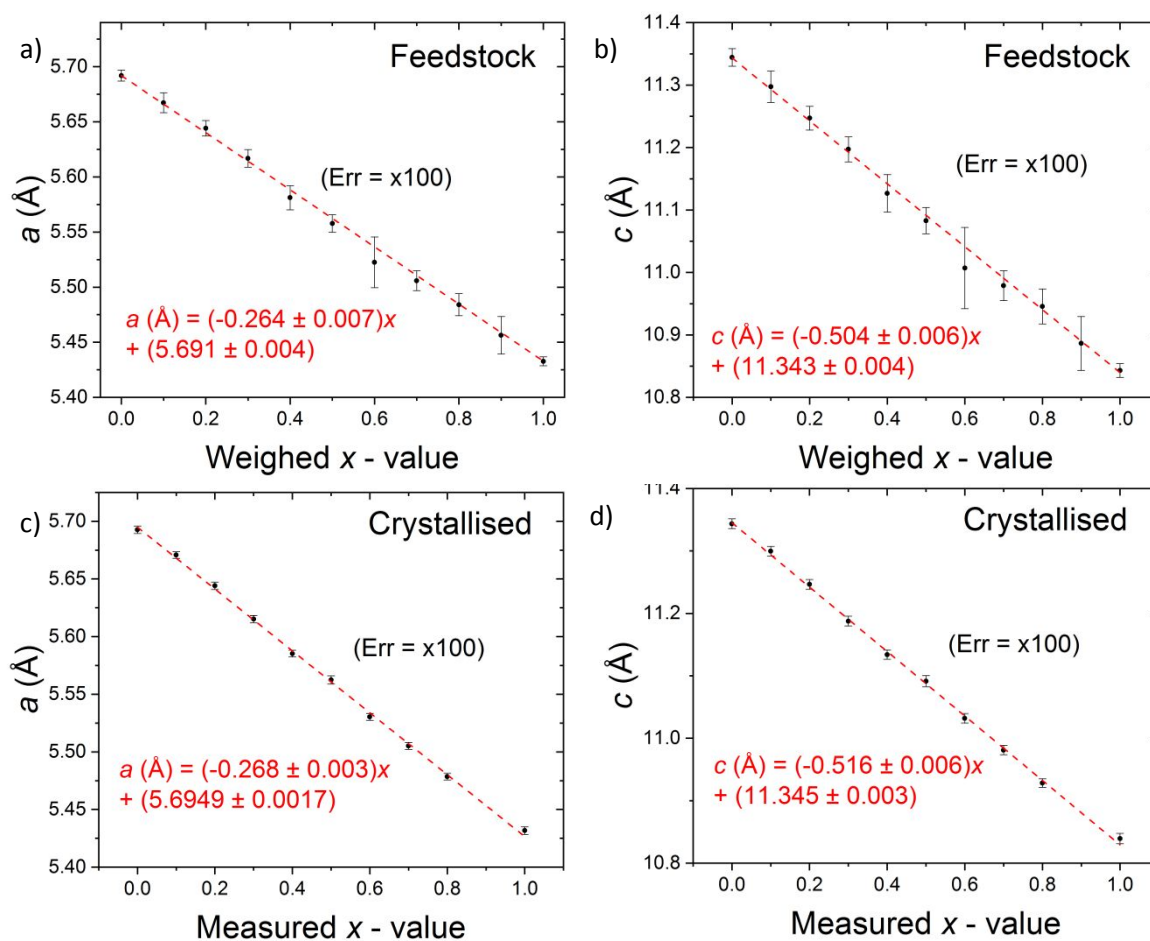 a)
Feedstock
5.70
5.65
5.60
5.55
5.50
5.45
5.40
a (Å)
(Err = x100)
a (Å) = (-0.264 ± 0.007)x
+ (5.691 ± 0.004)
0.0 0.2 0.4 0.6 0.8 1.0
Weighed x - value
b)
Feedstock
11.4
11.3
11.2
11.1
11.0
10.9
10.8
c (Å)
(Err = x100)
c (Å) = (-0.504 ± 0.006)x
+ (11.343 ± 0.004)
0.0 0.2 0.4 0.6 0.8 1.0
Weighed x - value
c)
Crystallised
5.70
5.65
5.60
5.55
5.50
5.45
5.40
a (Å)
(Err = x100)
a (Å) = (-0.268 ± 0.003)x
+ (5.6949 ± 0.0017)
0.0 0.2 0.4 0.6 0.8 1.0
Measured x - value
d)
Crystallised
11.4
11.2
11.0
10.8
c (Å)
(Err = x100)
c (Å) = (-0.516 ± 0.006)x
+ (11.345 ± 0.003)
0.0 0.2 0.4 0.6 0.8 1.0
Measured x - value